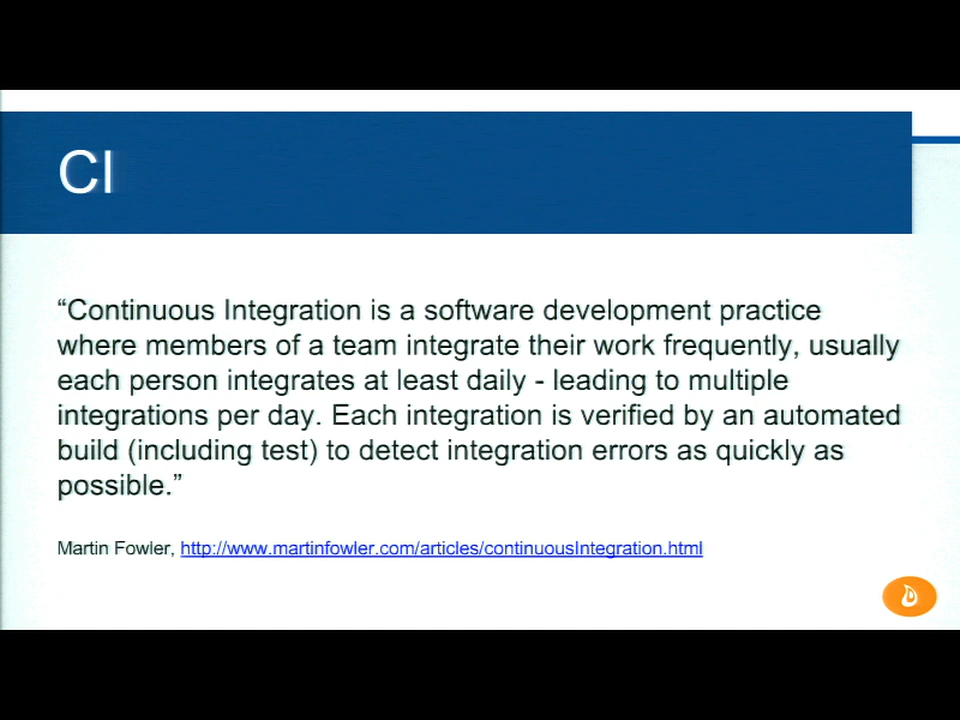 CI
“Continuous Integration is a software development practice
where members of a team integrate their work frequently, usually
each person integrates at least daily - leading to multiple
integrations per day. Each integration is verified by an automated
build (including test) to detect integration errors as quickly as
possible.”
Martin Fowler, http://www.martinfowler.com/articles/continuousIntegration.html